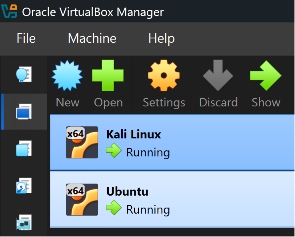 Oracle VirtualBox Manager
File Machine Help
New Open Settings Discard Show
x64 Kali Linux
Running
x64 Ubuntu
Running